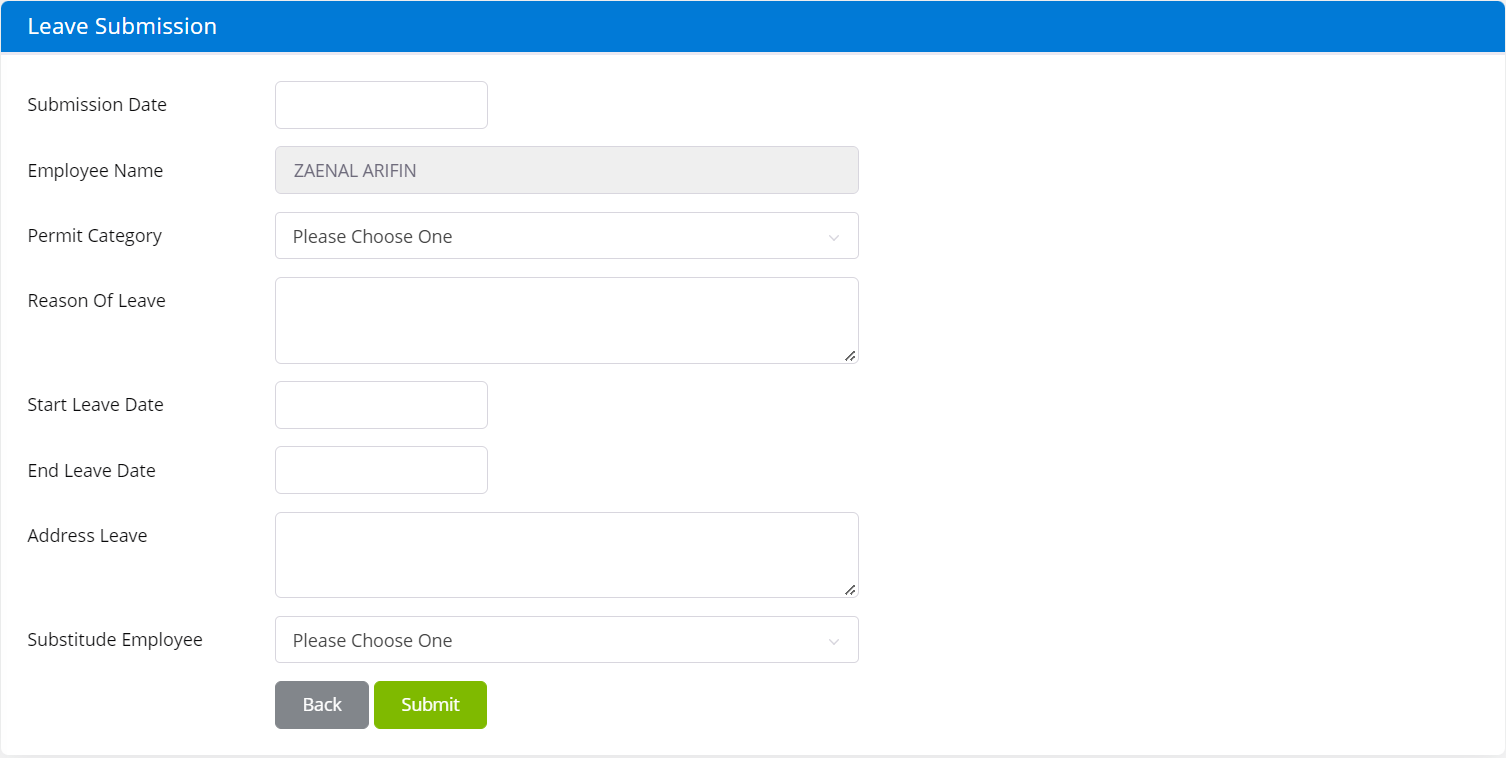 Leave Submission
Submission Date
Employee Name
ZAENAL ARIFIN
Permit Category
Please Choose One
Reason Of Leave
Start Leave Date
End Leave Date
Address Leave
Substitude Employee
Please Choose One
Back
Submit